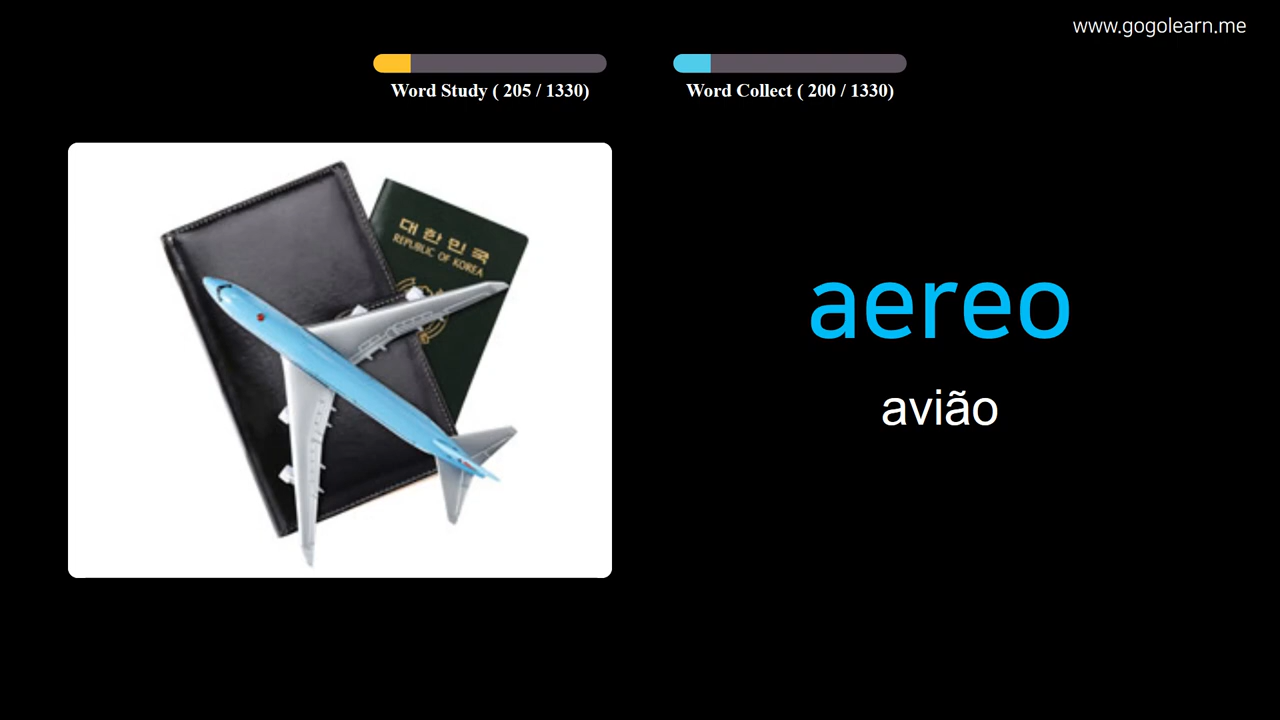 www.gogolearn.me
Word Study ( 205 / 1330)
Word Collect ( 200 / 1330)
대한민국
REPUBLIC OF KOREA
aereo
avião